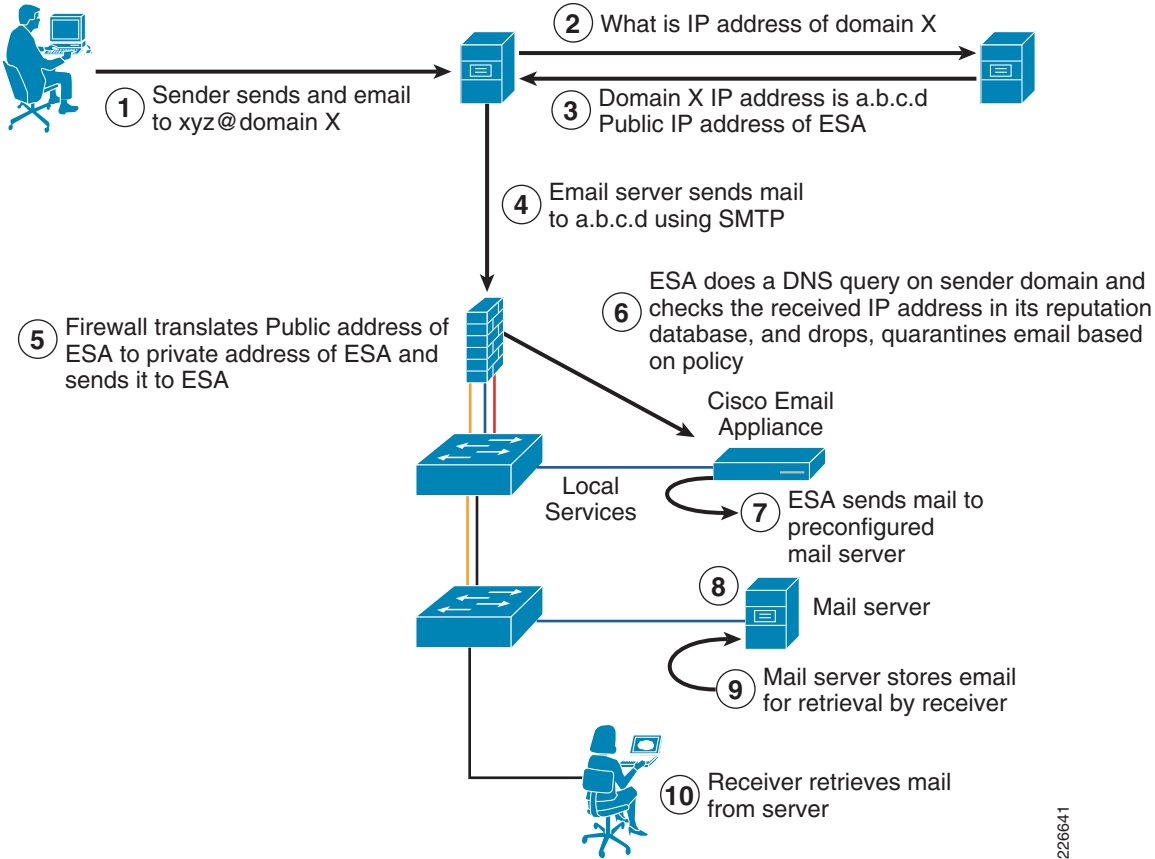 2 What is IP address of domain X
1 Sender sends and email
to xyz@domain X
3 Domain X IP address is a.b.c.d
Public IP address of ESA
4 Email server sends mail
to a.b.c.d using SMTP
5 Firewall translates Public address of
ESA to private address of ESA and
sends it to ESA
6 ESA does a DNS query on sender domain and
checks the received IP address in its reputation
database, and drops, quarantines email based
on policy
Cisco Email
Appliance
Local
Services
7 ESA sends mail to
preconfigured
mail server
8 Mail server
9 Mail server stores email
for retrieval by receiver
10 Receiver retrieves mail
from server
226641